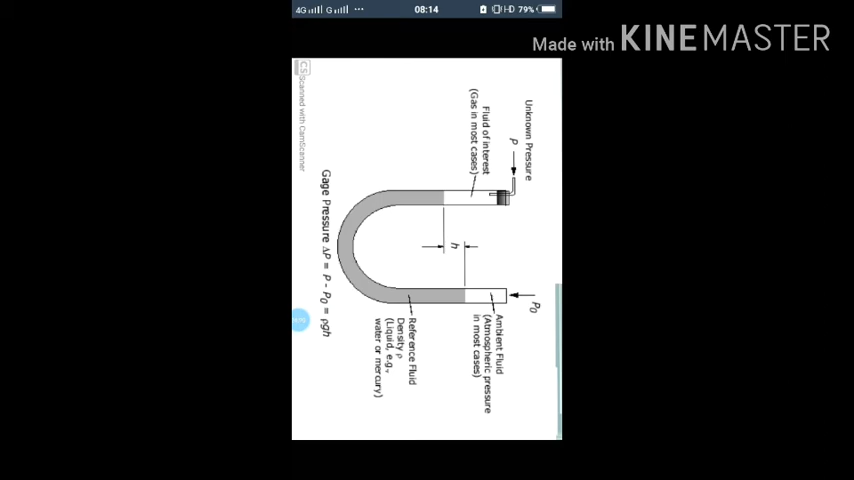 4G G ... 08:14 HD 79%
Made with KINEMASTER
Unknown Pressure
P
P0
Fluid of interest
(Gas in most cases)
Ambient Fluid
(Atmospheric pressure
in most cases)
h
Reference Fluid
Density ρ
(Liquid, e.g.,
water or mercury)
Gage Pressure ΔP = P - P0 = ρgh
CS Scanned with CamScanner